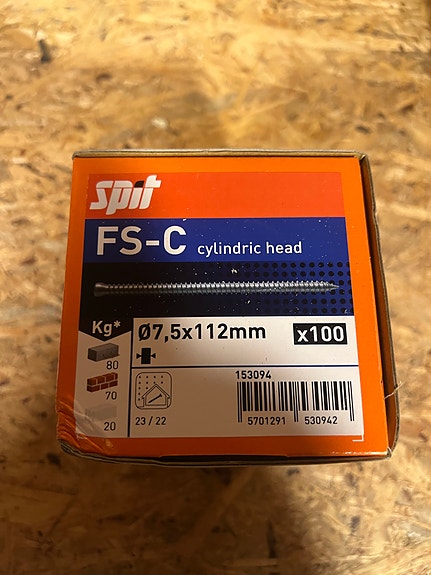 spit
FS-C cylindric head
Kg*
Ø7,5x112mm x100
80
70
20
23 / 22
153094
5701291 530942